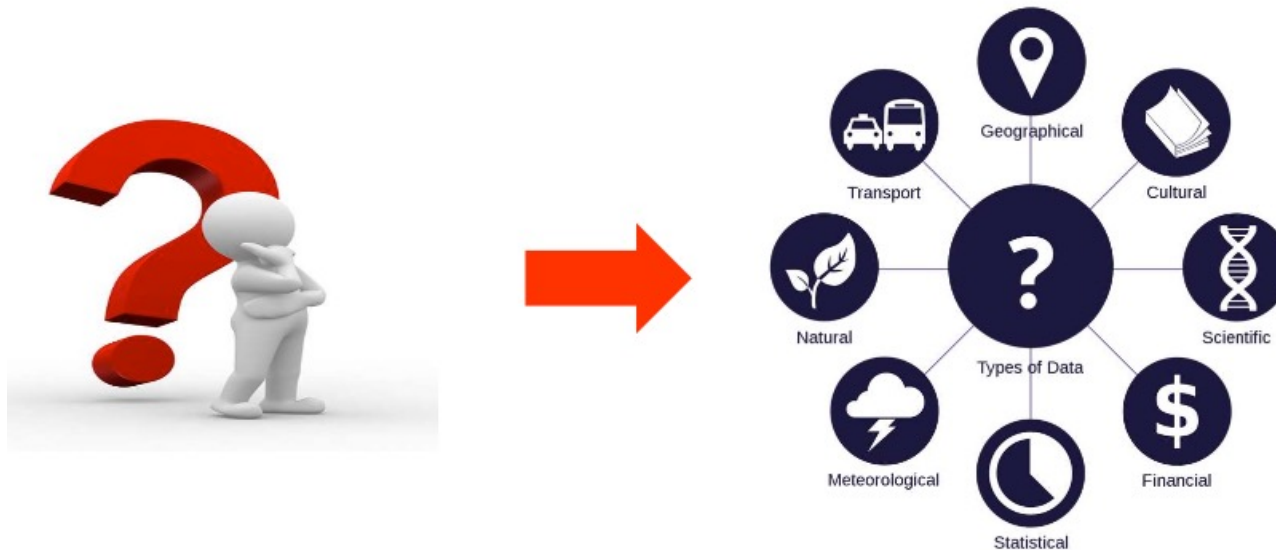 Geographical
Transport
Cultural
Natural
Types of Data
Scientific
Meteorological
Financial
Statistical
?
?
$